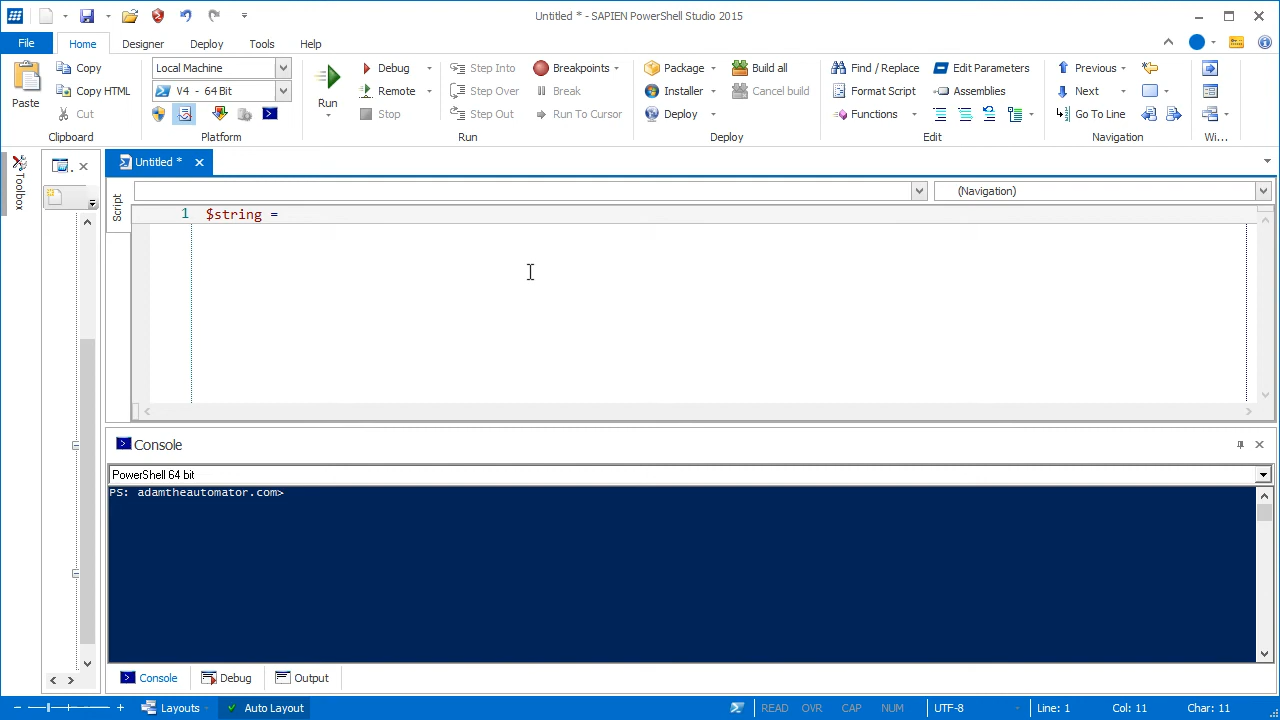 Untitled * - SAPIEN PowerShell Studio 2015
File
Home
Designer
Deploy
Tools
Help
Paste
Copy
Copy HTML
Cut
Clipboard
Local Machine
V4 - 64 Bit
Platform
Run
Debug
Remote
Stop
Step Into
Step Over
Step Out
Breakpoints
Break
Run To Cursor
Run
Package
Installer
Deploy
Build all
Cancel build
Deploy
Find / Replace
Format Script
Functions
Edit Parameters
Assemblies
Edit
Previous
Next
Go To Line
Navigation
Wi...
Toolbox
Untitled *
Script
(Navigation)
1 $string =
Console
PowerShell 64 bit
PS: adamtheautomator.com>
Console
Debug
Output
Layouts
Auto Layout
READ
OVR
CAP
NUM
UTF-8
Line: 1
Col: 11
Char: 11